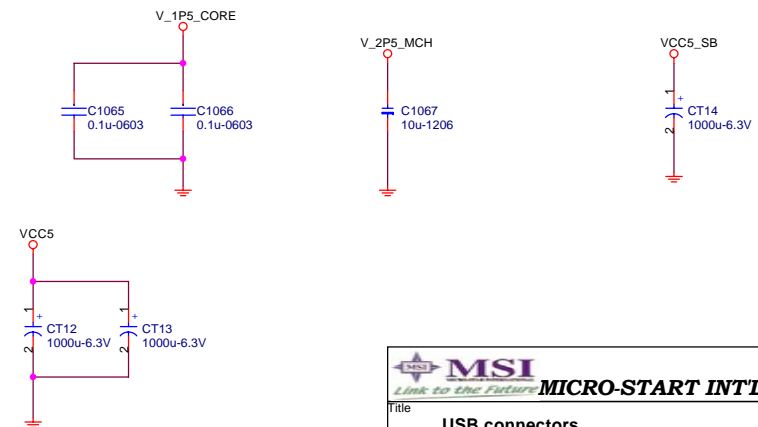 V_1P5_CORE
C1065
0.1u-0603
C1066
0.1u-0603
V_2P5_MCH
C1067
10u-1206
VCC5_SB
1
+
CT14
1000u-6.3V
2
VCC5
1
+
CT12
1000u-6.3V
2
1
+
CT13
1000u-6.3V
2
MSI
MSI
Link to the Future
MICRO-START INT'L
Title
USB connectors